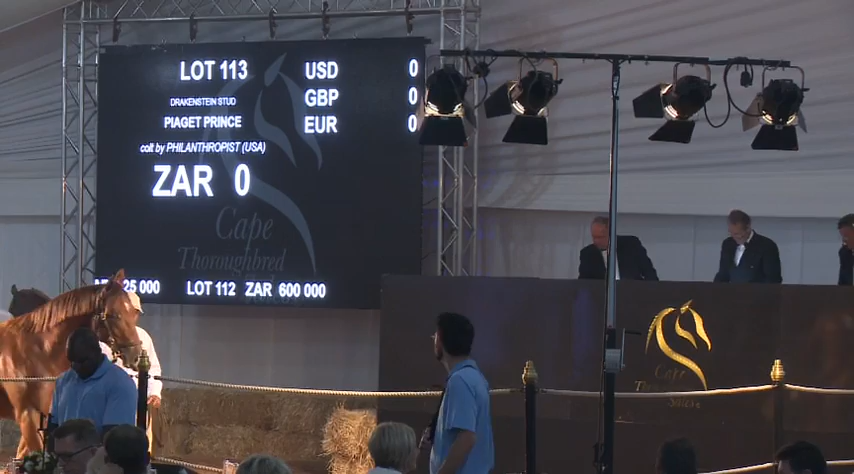 LOT 113
USD 0
DRAKENSTEIN STUD
GBP 0
PIAGET PRINCE
EUR 0
colt by PHILANTHROPIST (USA)
ZAR 0
Cape
Thoroughbred
25 000 LOT 112 ZAR 600 000
Cape